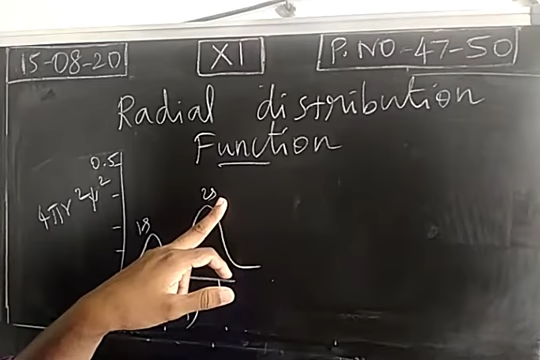 15-08-20 XI P.NO-47-50
Radial distribution
Function
0.5
4πr²ψ²
1s
2s